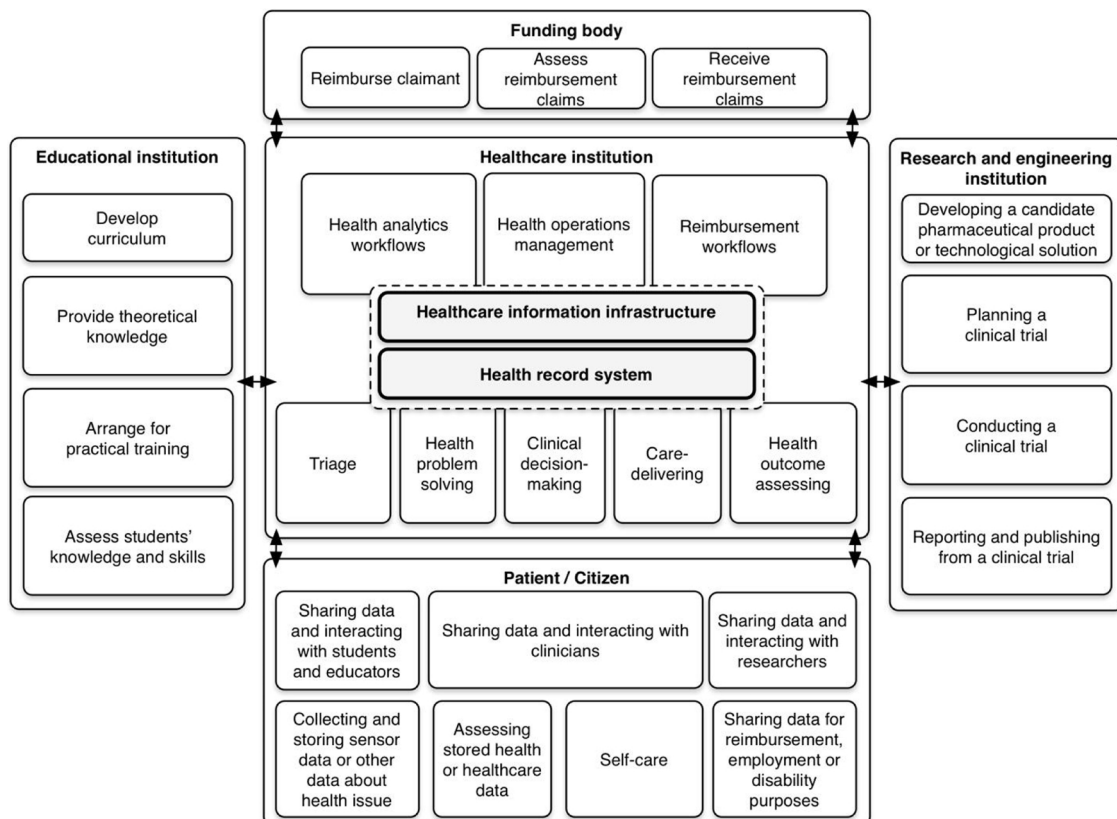 Funding body
Reimburse claimant
Assess
reimbursement
claims
Receive
reimbursement
claims
Educational institution
Develop
curriculum
Provide theoretical
knowledge
Arrange for
practical training
Assess students’
knowledge and skills
Healthcare institution
Health analytics
workflows
Health operations
management
Reimbursement
workflows
Healthcare information infrastructure
Health record system
Triage
Health
problem
solving
Clinical
decision-
making
Care-
delivering
Health
outcome
assessing
Research and engineering
institution
Developing a candidate
pharmaceutical product
or technological solution
Planning a
clinical trial
Conducting a
clinical trial
Reporting and publishing
from a clinical trial
Patient / Citizen
Sharing data
and interacting
with students
and educators
Sharing data and interacting with
clinicians
Sharing data and
interacting with
researchers
Collecting and
storing sensor
data or other
data about
health issue
Assessing
stored health
or healthcare
data
Self-care
Sharing data for
reimbursement,
employment or
disability
purposes